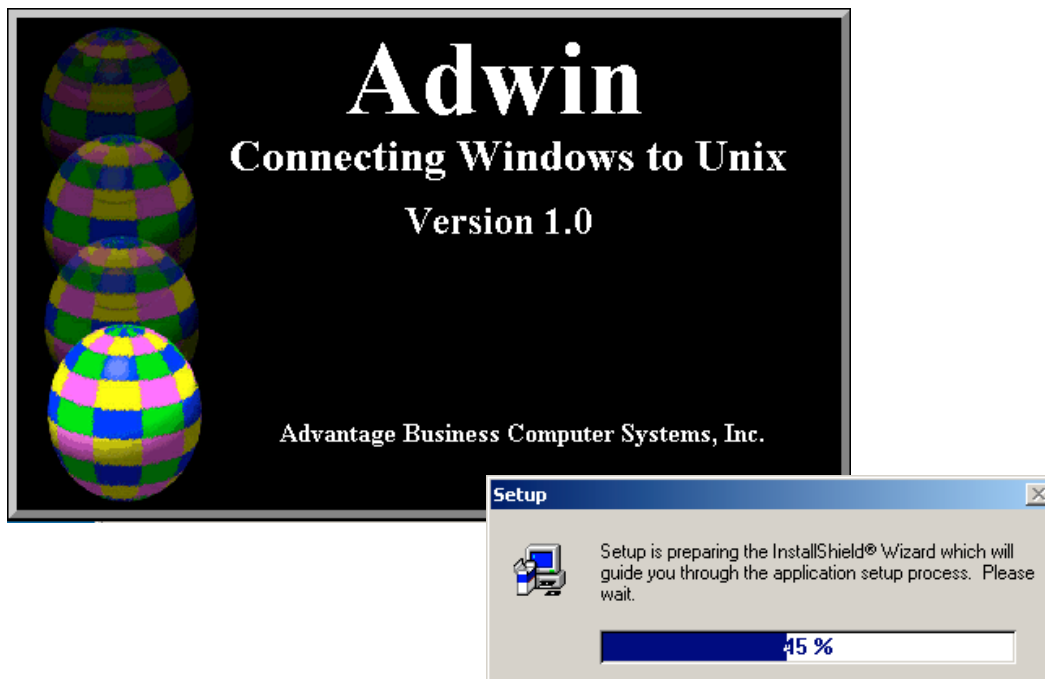 Adwin
Connecting Windows to Unix
Version 1.0
Advantage Business Computer Systems, Inc.
Setup
Setup is preparing the InstallShield® Wizard which will
guide you through the application setup process.  Please
wait.
45 %